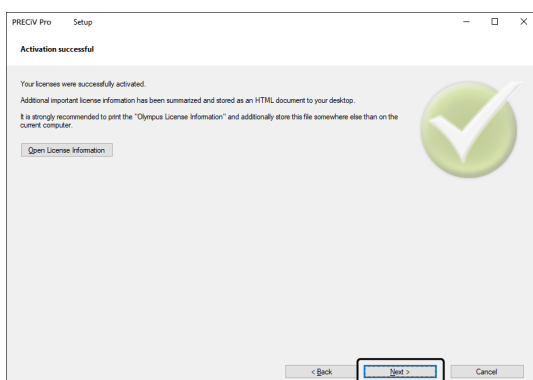 PRECiV Pro Setup
Activation successful
Your licenses were successfully activated.
Additional important license information has been summarized and stored as an HTML document to your desktop.
It is strongly recommended to print the "Olympus License Information" and additionally store this file somewhere else than on the
current computer.
Open License Information
< Back Next > Cancel